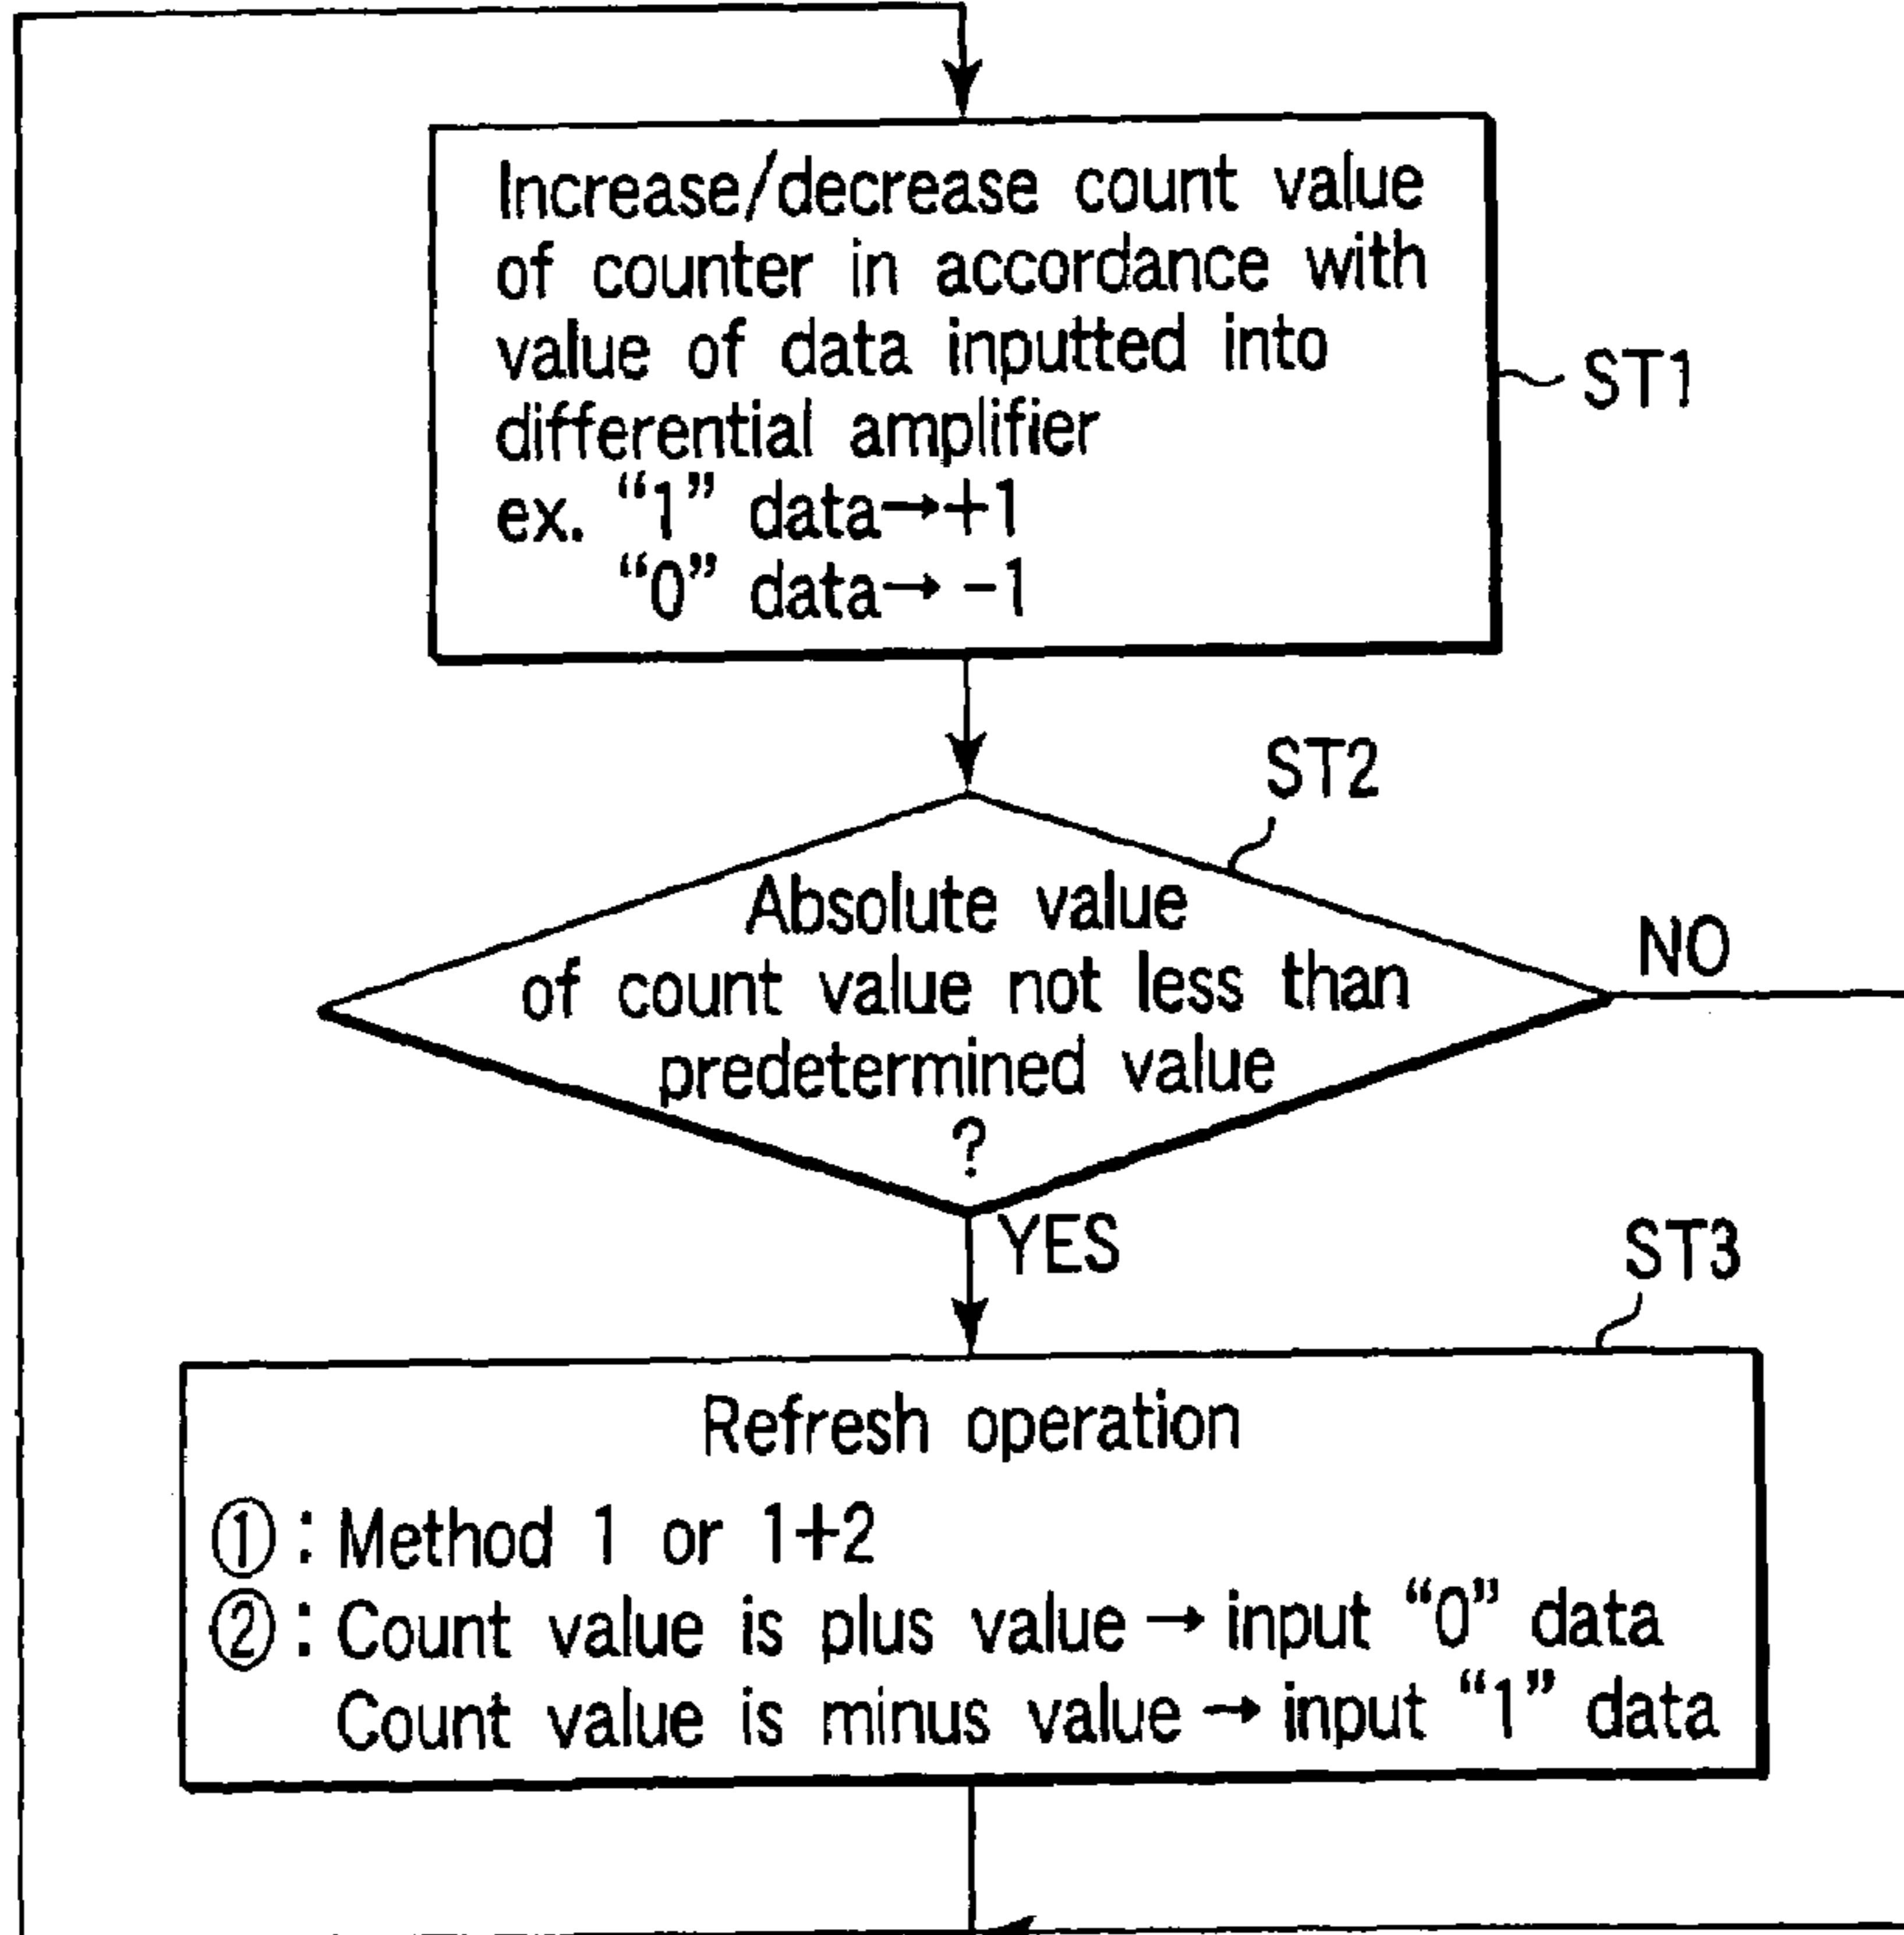 Increase/decrease count value
of counter in accordance with
value of data inputted into
differential amplifier
ex. “1” data→+1
“0” data→ −1
ST1
ST2
Absolute value
of count value not less than
predetermined value
?
NO
YES
ST3
Refresh operation
①: Method 1 or 1+2
②: Count value is plus value → input “0” data
Count value is minus value → input “1” data